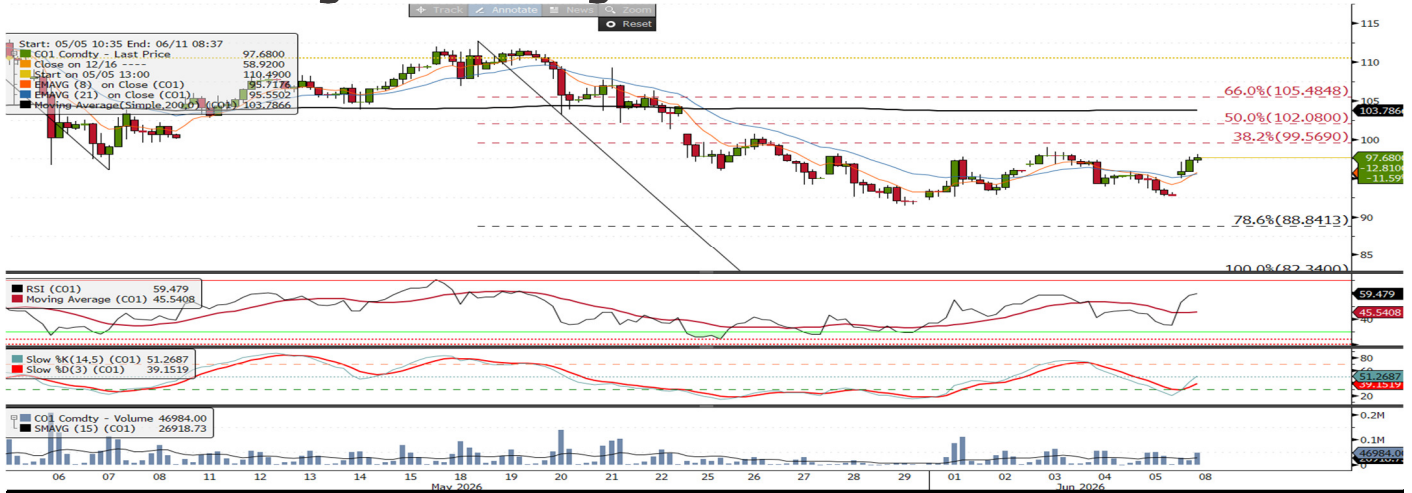 Track Annotate News Zoom
Reset
Start: 05/05 10:35 End: 06/11 08:37
CO1 Comdty - Last Price 97.6800
Close on 12/16 ---- 58.9200
Start on 05/05 13:00 110.4900
EMAVG (8) on Close (CO1) 95.7176
EMAVG (21) on Close (CO1) 95.5502
Moving Average(Simple,200,0) (CO1) 103.7866
115
110
105
100
90
85
66.0%(105.4848)
50.0%(102.0800)
38.2%(99.5690)
78.6%(88.8413)
100.0%(82.3400)
103.7866
97.6800
-12.8100
-11.59
RSI (CO1) 59.479
Moving Average (CO1) 45.5408
59.479
45.5408
40
Slow %K(14,5) (CO1) 51.2687
Slow %D(3) (CO1) 39.1519
80
51.2687
39.1519
20
CO1 Comdty - Volume 46984.00
SMAVG (15) (CO1) 26918.73
0.2M
0.1M
46984.00
0
06 07 08 11 12 13 14 15 18 19 20 21 22 25 26 27 28 29 01 02 03 04 05 08
May 2026 Jun 2026